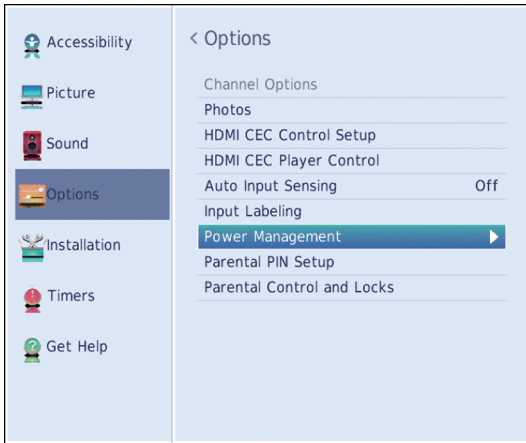 Accessibility
Picture
Sound
Options
Installation
Timers
Get Help
< Options
Channel Options
Photos
HDMI CEC Control Setup
HDMI CEC Player Control
Auto Input Sensing Off
Input Labeling
Power Management
Parental PIN Setup
Parental Control and Locks